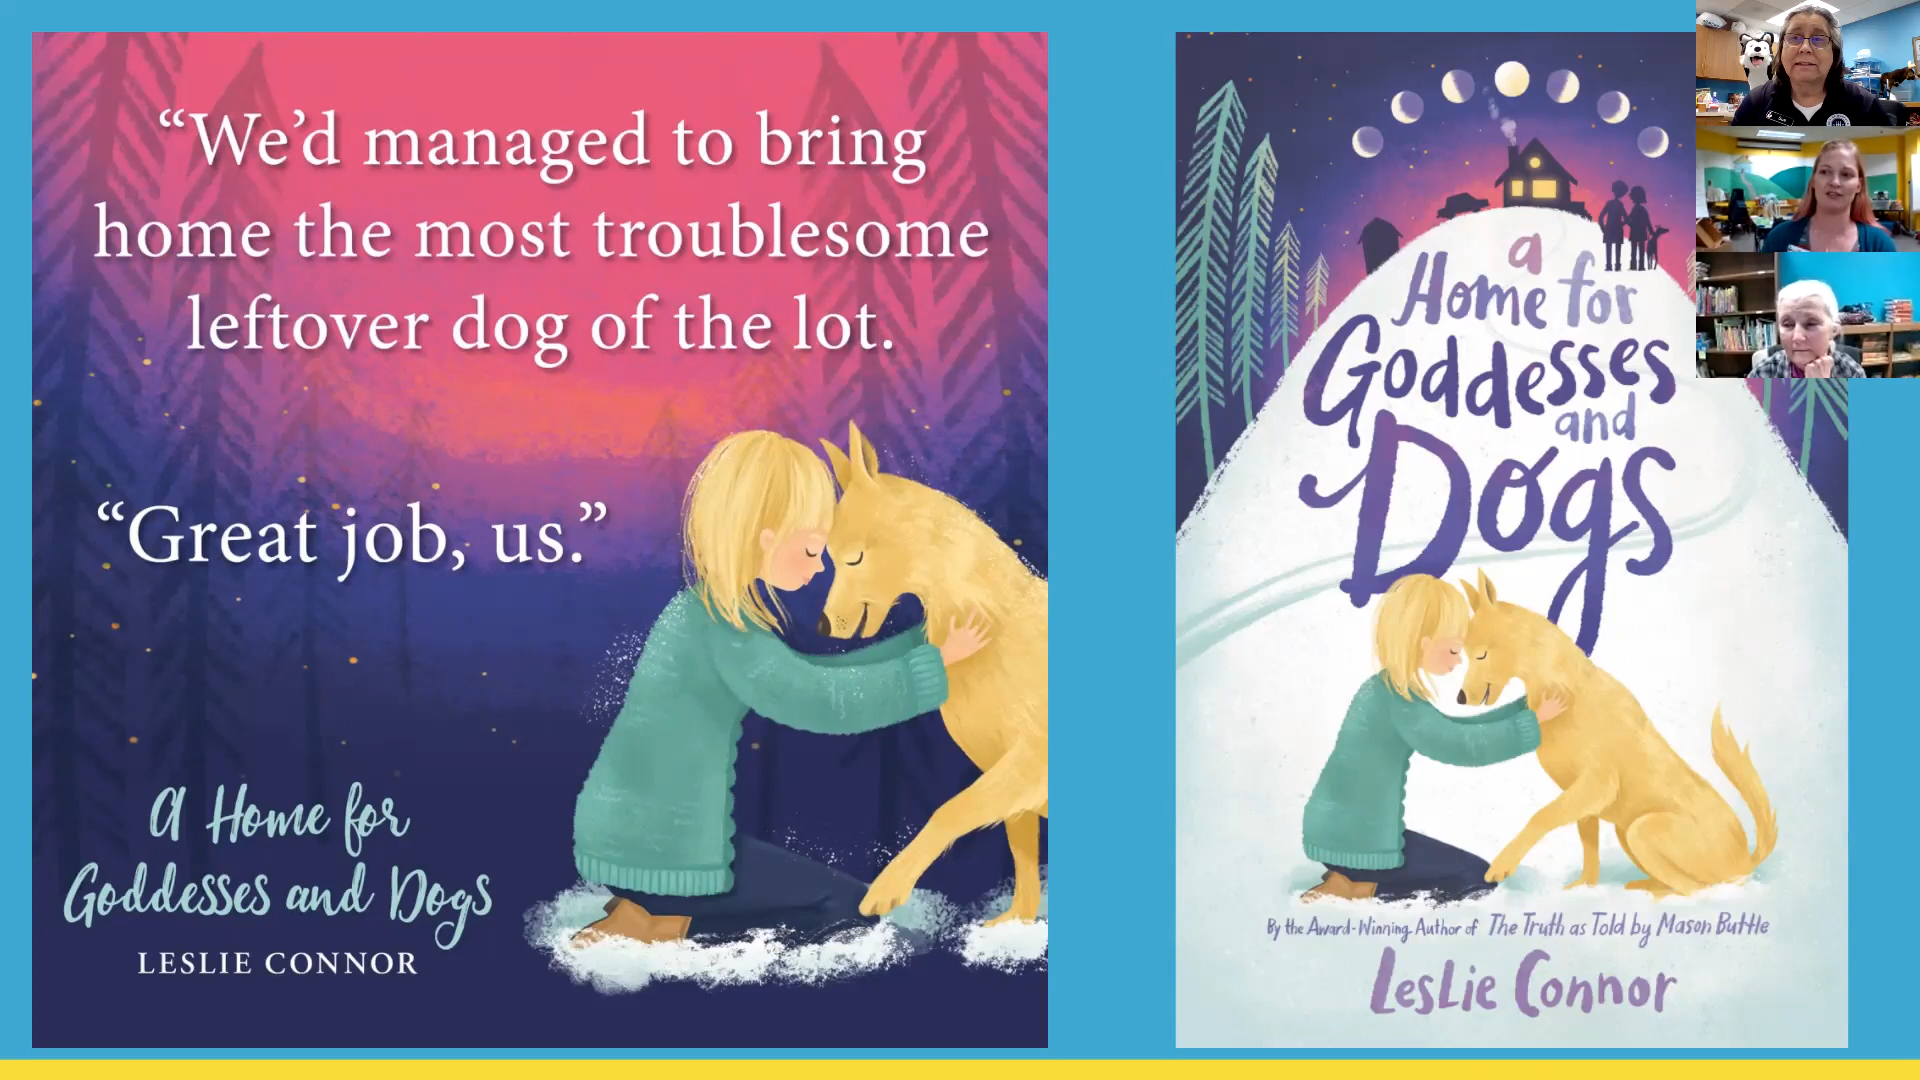 “We’d managed to bring
home the most troublesome
leftover dog of the lot.
“Great job, us.”
A Home for
Goddesses and Dogs
LESLIE CONNOR
a
Home for
Goddesses
and
Dogs
By the Award-Winning Author of The Truth as Told by Mason Buttle
Leslie Connor